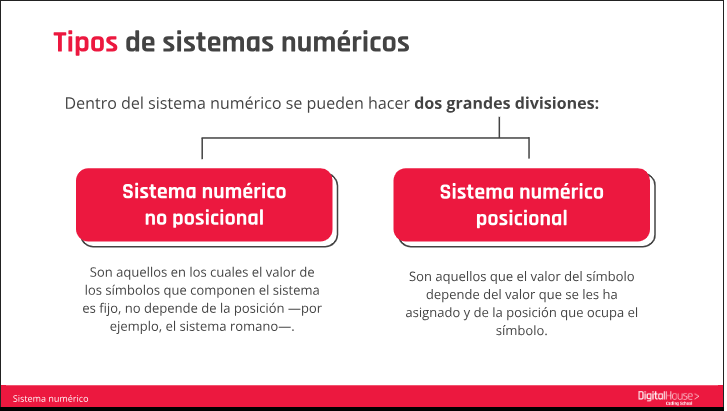 Tipos de sistemas numéricos
Dentro del sistema numérico se pueden hacer dos grandes divisiones:
Sistema numérico
no posicional
Son aquellos en los cuales el valor de
los símbolos que componen el sistema
es fijo, no depende de la posición —por
ejemplo, el sistema romano—.
Sistema numérico
posicional
Son aquellos que el valor del símbolo
depende del valor que se les ha
asignado y de la posición que ocupa el
símbolo.
Sistema numérico
DigitalHouse>
Coding School